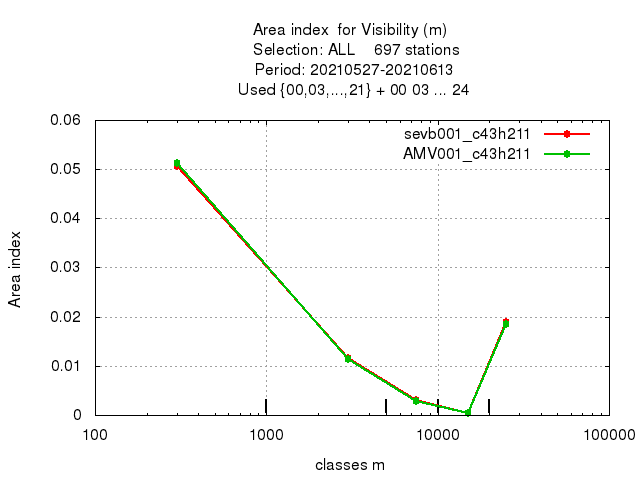 Area index  for Visibility (m)
Selection: ALL    697 stations
Period: 20210527-20210613
Used {00,03,...,21} + 00 03 ... 24
sevb001_c43h211
AMV001_c43h211
0.06
0.05
0.04
0.03
0.02
0.01
0
Area index
100
1000
10000
100000
classes m